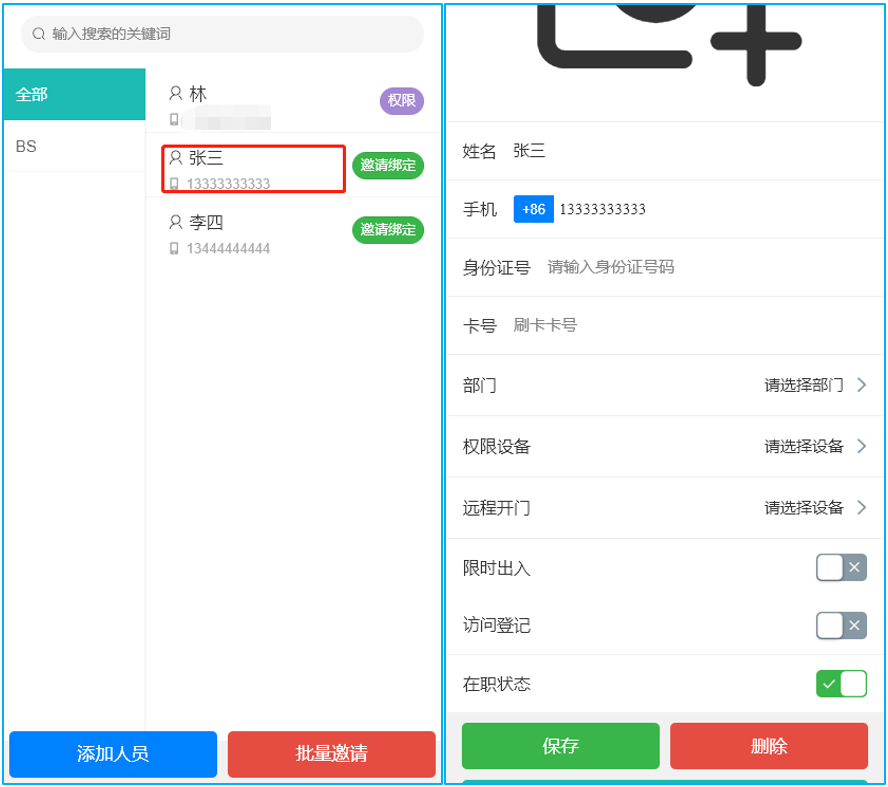 输入搜索的关键词
全部
BS
林
权限
张三
邀请绑定
13333333333
李四
邀请绑定
13444444444
添加人员
批量邀请
姓名 张三
手机 +86 13333333333
身份证号 请输入身份证号码
卡号 刷卡卡号
部门 请选择部门
权限设备 请选择设备
远程开门 请选择设备
限时出入
访问登记
在职状态
保存
删除